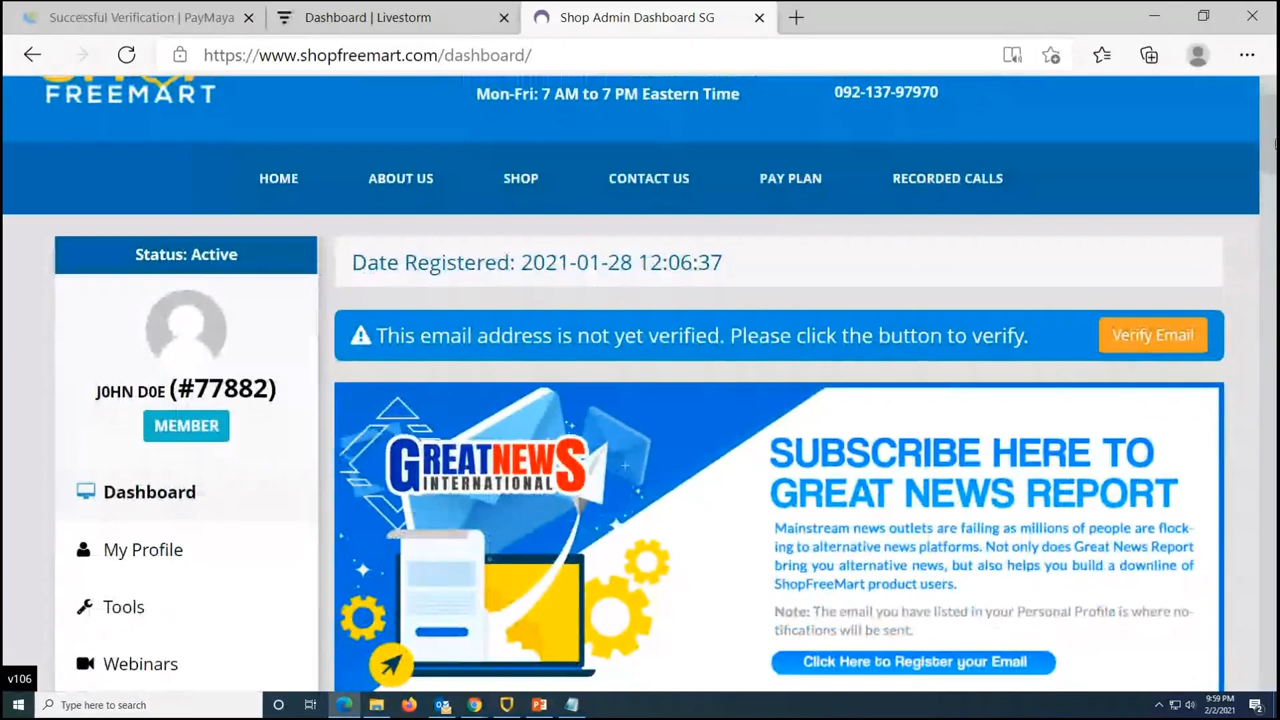 Successful Verification | PayMaya
Dashboard | Livestorm
Shop Admin Dashboard SG
https://www.shopfreemart.com/dashboard/
FREEMART
Mon-Fri: 7 AM to 7 PM Eastern Time
092-137-97970
HOME
ABOUT US
SHOP
CONTACT US
PAY PLAN
RECORDED CALLS
Status: Active
Date Registered: 2021-01-28 12:06:37
This email address is not yet verified. Please click the button to verify.
Verify Email
J0HN D0E (#77882)
MEMBER
Dashboard
My Profile
Tools
Webinars
GREATNEWS
INTERNATIONAL
SUBSCRIBE HERE TO
GREAT NEWS REPORT
Mainstream news outlets are failing as millions of people are flock-
ing to alternative news platforms. Not only does Great News Report
bring you alternative news, but also helps you build a downline of
ShopFreeMart product users.
Note: The email you have listed in your Personal Profile is where no-
tifications will be sent.
Click Here to Register your Email
v106
Type here to search
9:59 PM
2/2/2021
2